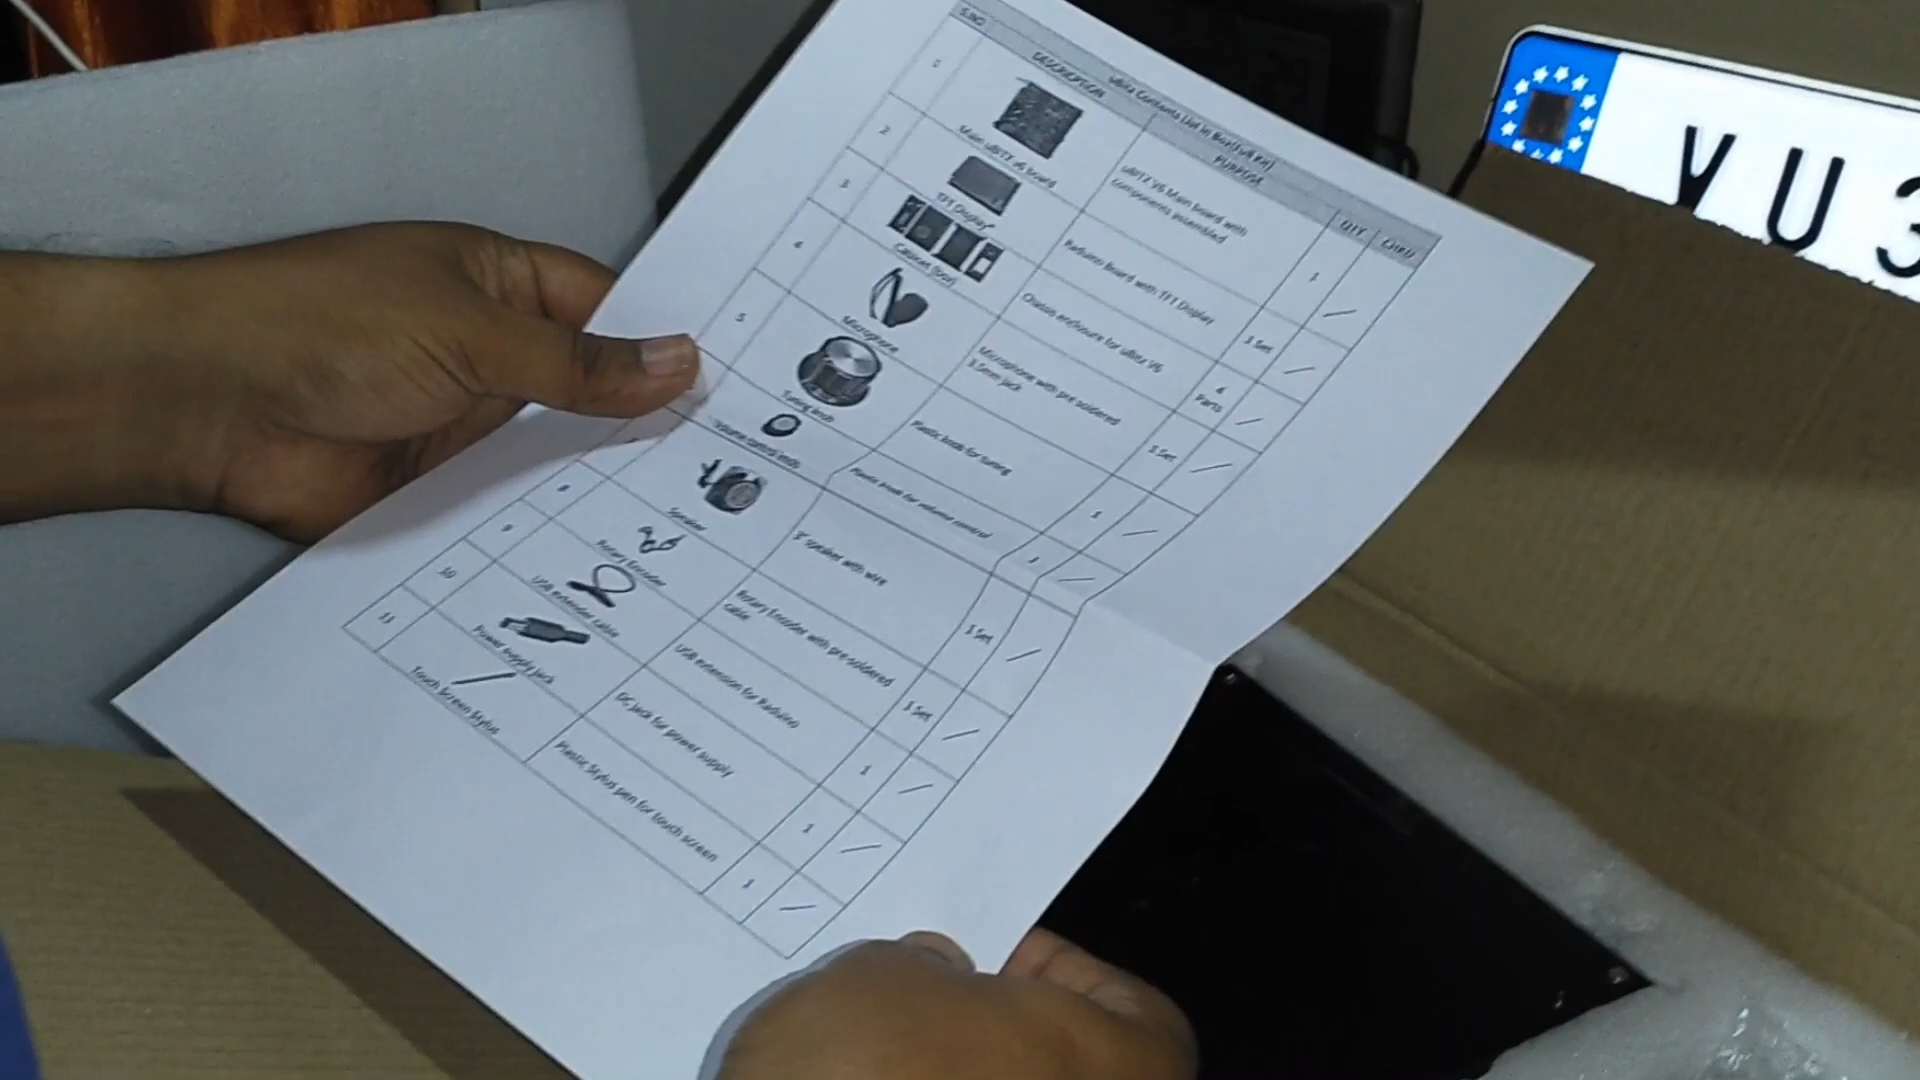 uBitx Contents List in Box(Full Kit)
S.NO DESCRIPTION PURPOSE QTY CHKD
1 Main uBITX V6 Board uBITX V6 Main board with components assembled 1 /
2 TFT Display* Raduino Board with TFT Display 1 Set /
3 Cabinet (box) Chassis enclosure for uBitx V6 4 Parts /
4 Microphone Microphone with pre soldered 3.5mm jack 1 Set /
5 Tuning knob Plastic knob for tuning 1 /
Volume control knob Plastic knob for volume control 1 /
Speaker speaker with wire 1 Set /
8 Rotary Encoder Rotary Encoder with pre soldered cable 1 Set /
9 USB extender cable USB extension for Raduino 1 /
10 Power supply jack DC jack for power supply 1 /
11 Touch Screen Stylus Plastic Stylus pen for touch screen 1 /
VU3